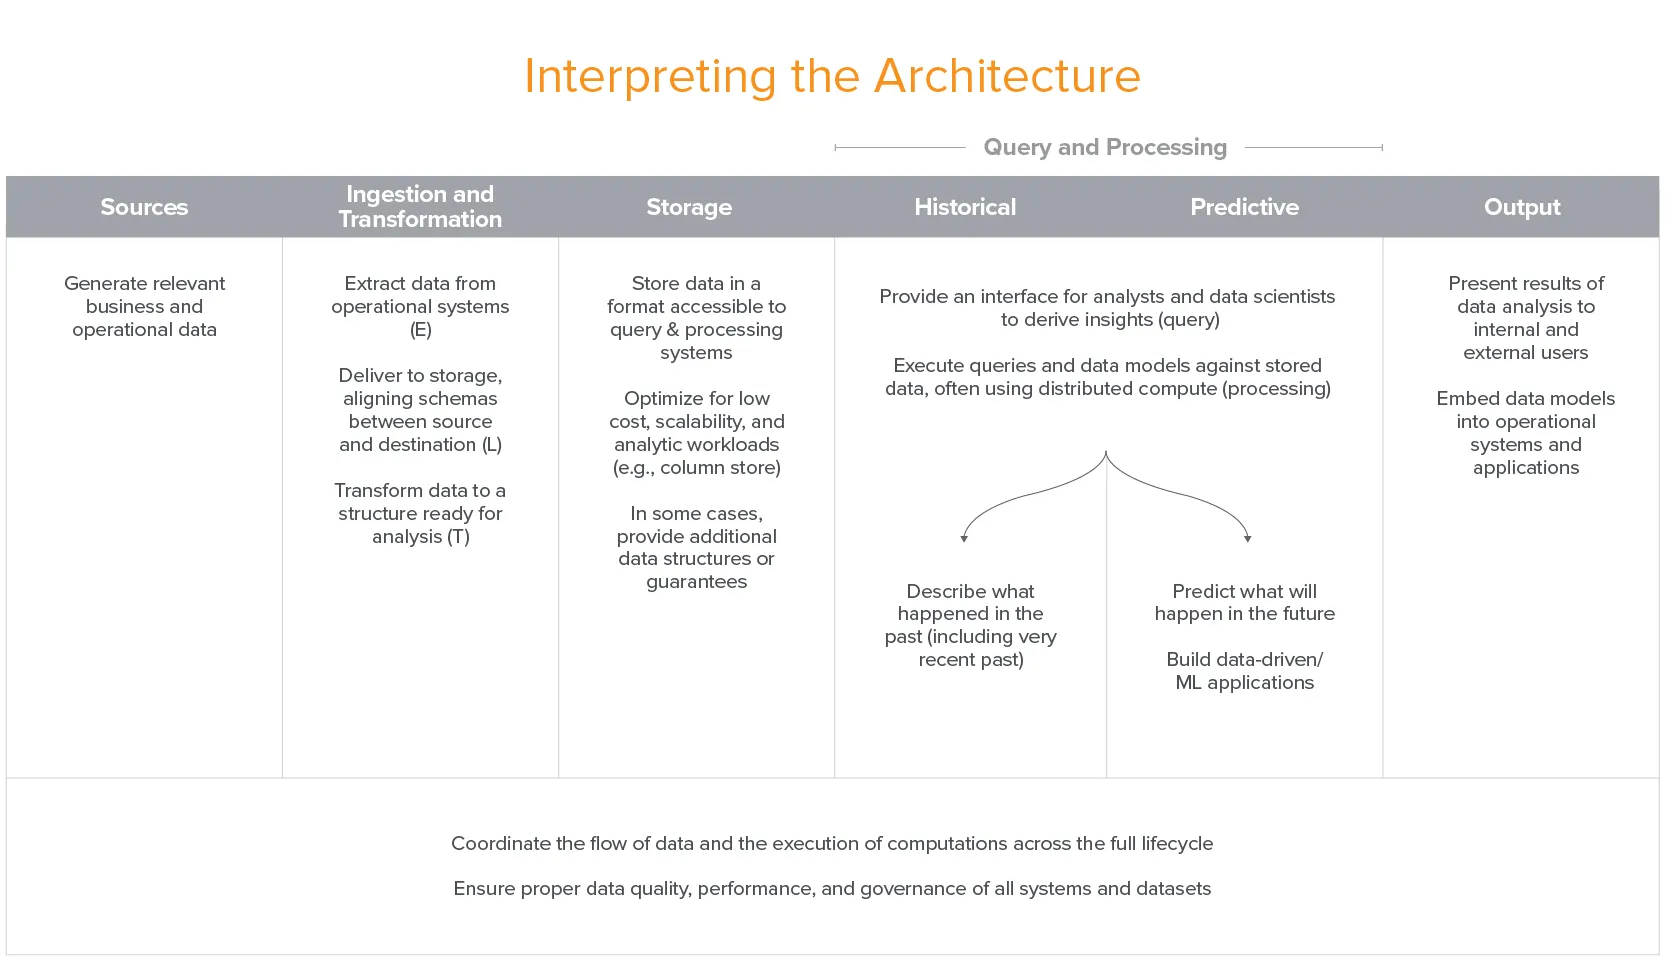 Interpreting the Architecture
Query and Processing
Sources
Ingestion and
Transformation
Storage
Historical
Predictive
Output
Generate relevant
business and
operational data
Extract data from
operational systems
(E)
Deliver to storage,
aligning schemas
between source
and destination (L)
Transform data to a
structure ready for
analysis (T)
Store data in a
format accessible to
query & processing
systems
Optimize for low
cost, scalability, and
analytic workloads
(e.g., column store)
In some cases,
provide additional
data structures or
guarantees
Provide an interface for analysts and data scientists
to derive insights (query)
Execute queries and data models against stored
data, often using distributed compute (processing)
Describe what
happened in the
past (including very
recent past)
Predict what will
happen in the future
Build data-driven/
ML applications
Present results of
data analysis to
internal and
external users
Embed data models
into operational
systems and
applications
Coordinate the flow of data and the execution of computations across the full lifecycle
Ensure proper data quality, performance, and governance of all systems and datasets